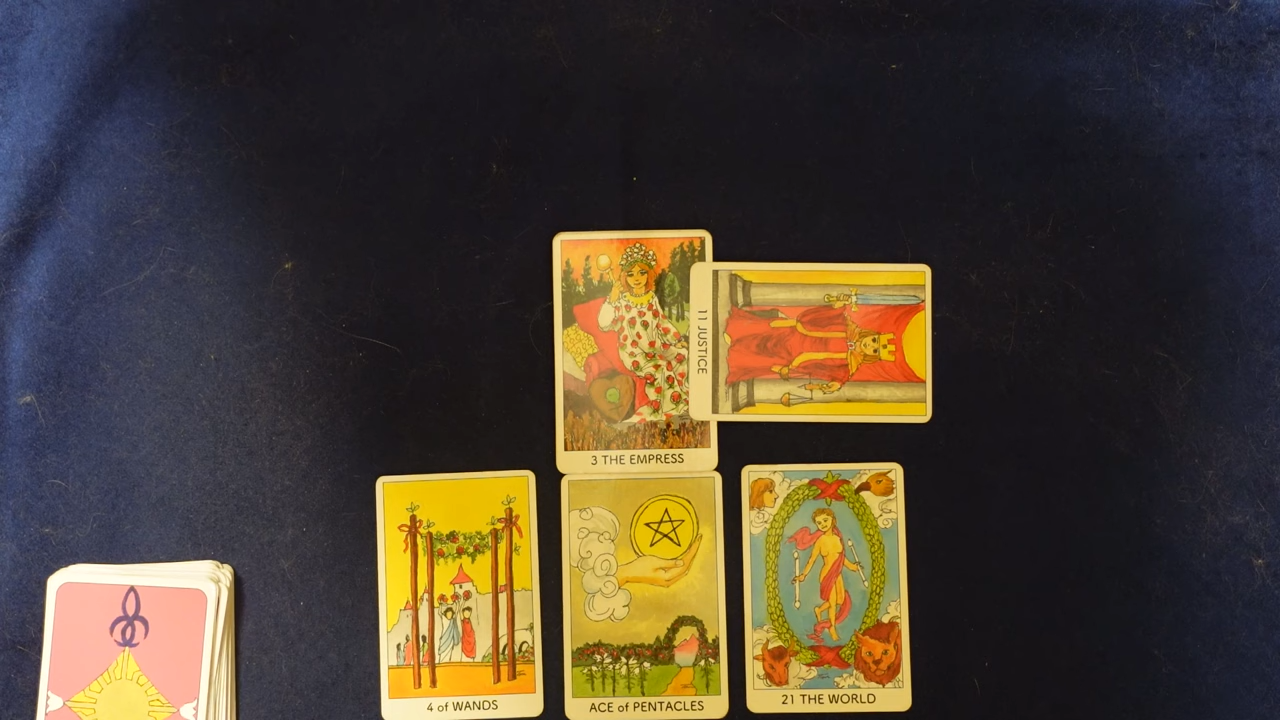 3 THE EMPRESS
11 JUSTICE
4 of WANDS
ACE of PENTACLES
21 THE WORLD